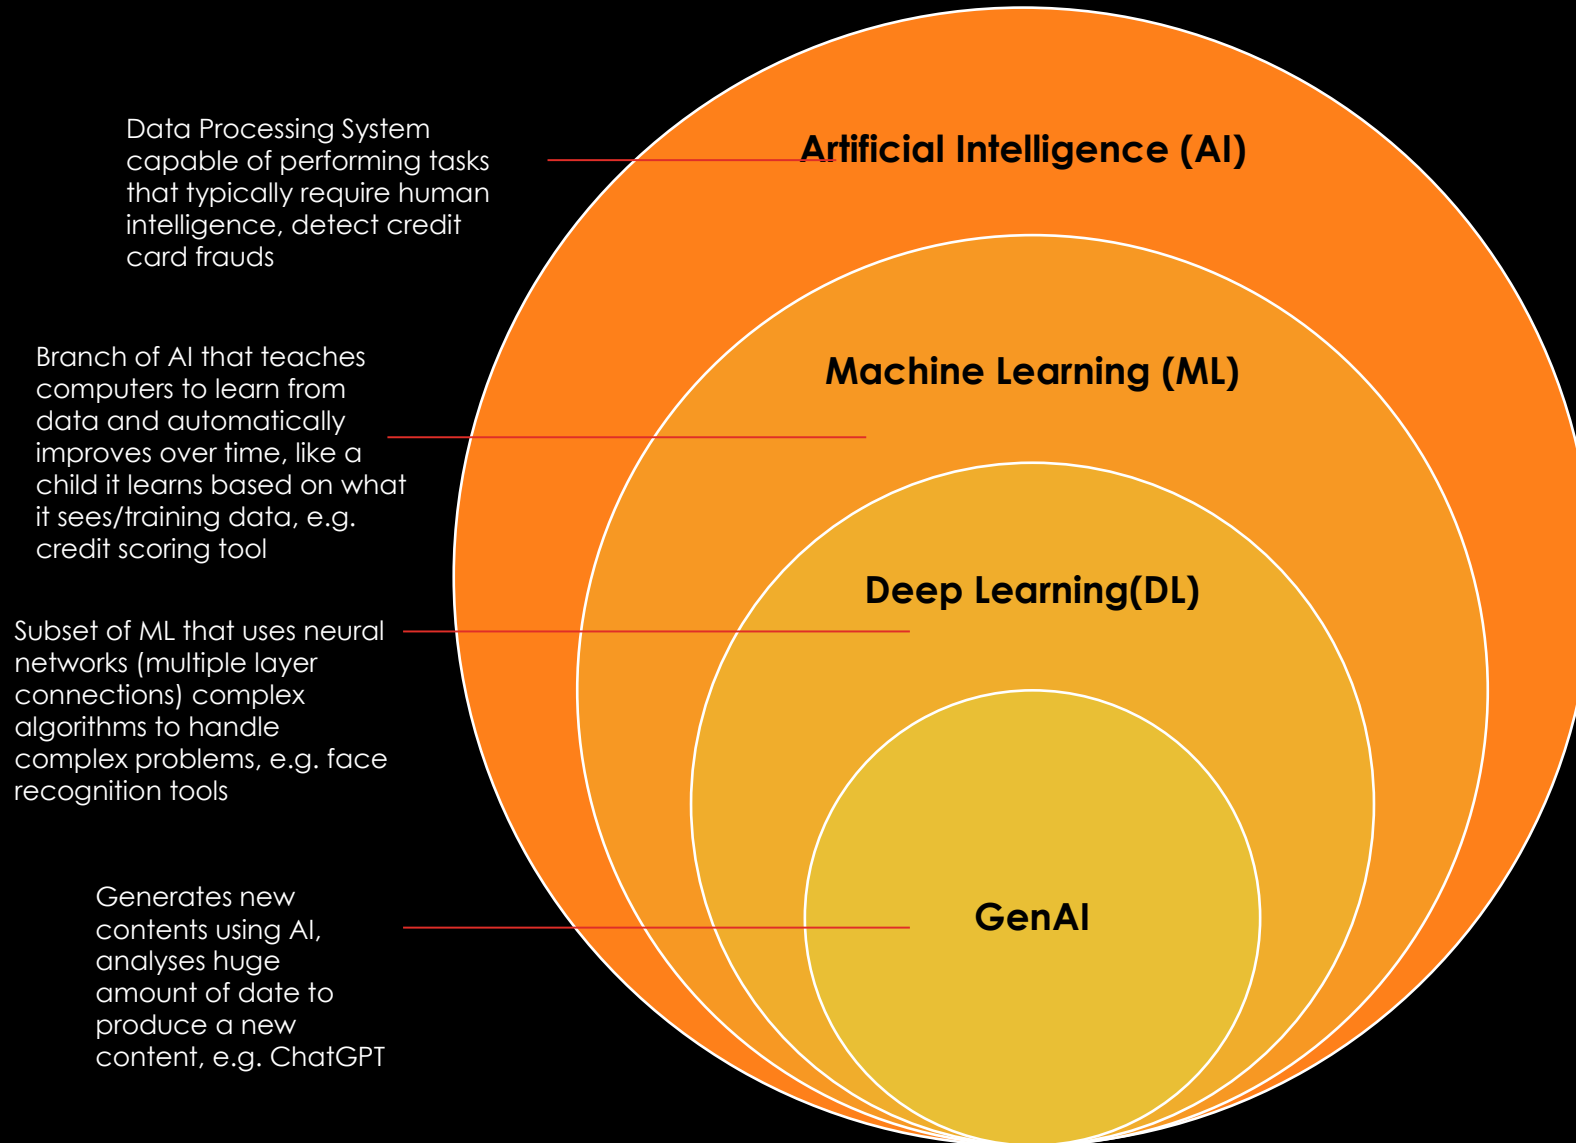 Data Processing System
capable of performing tasks
that typically require human
intelligence, detect credit
card frauds
Artificial Intelligence (AI)
Branch of AI that teaches
computers to learn from
data and automatically
improves over time, like a
child it learns based on what
it sees/training data, e.g.
credit scoring tool
Machine Learning (ML)
Subset of ML that uses neural
networks (multiple layer
connections) complex
algorithms to handle
complex problems, e.g. face
recognition tools
Deep Learning(DL)
Generates new
contents using AI,
analyses huge
amount of date to
produce a new
content, e.g. ChatGPT
GenAI